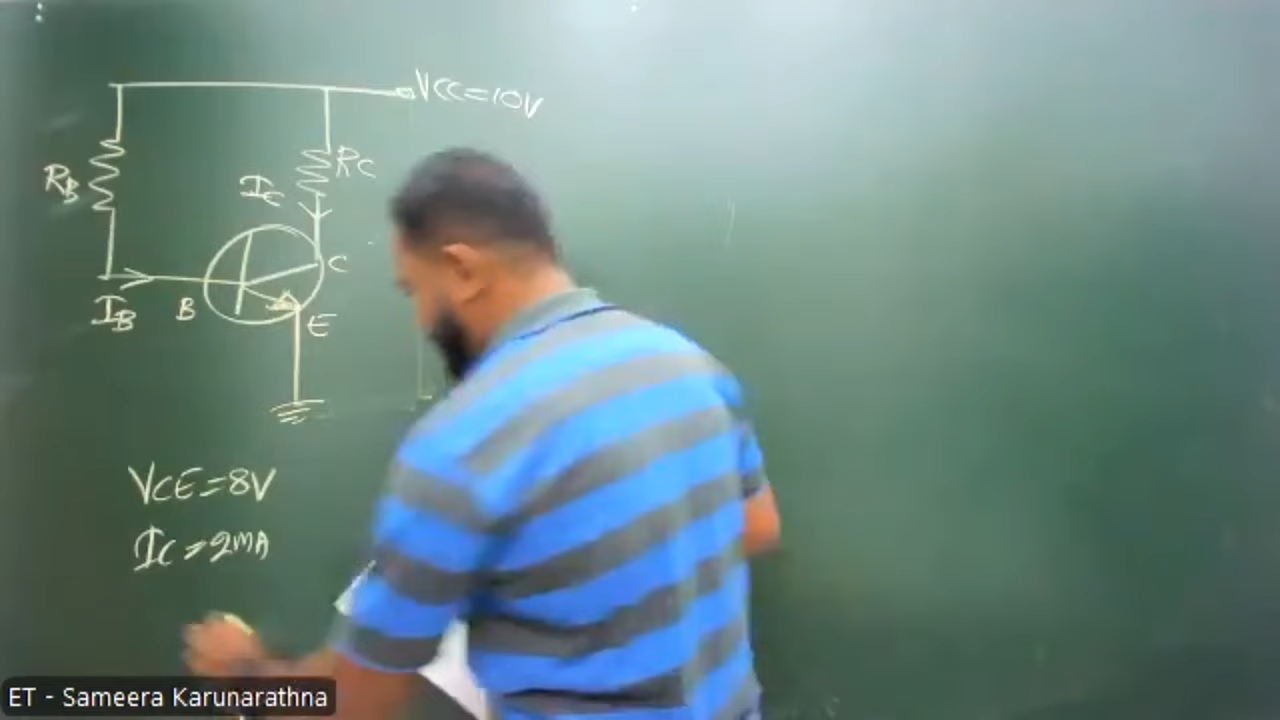 VCC=10V
RB
RC
IC
C
IB
B
E
VCE=8V
IC=2mA
ET - Sameera Karunarathna